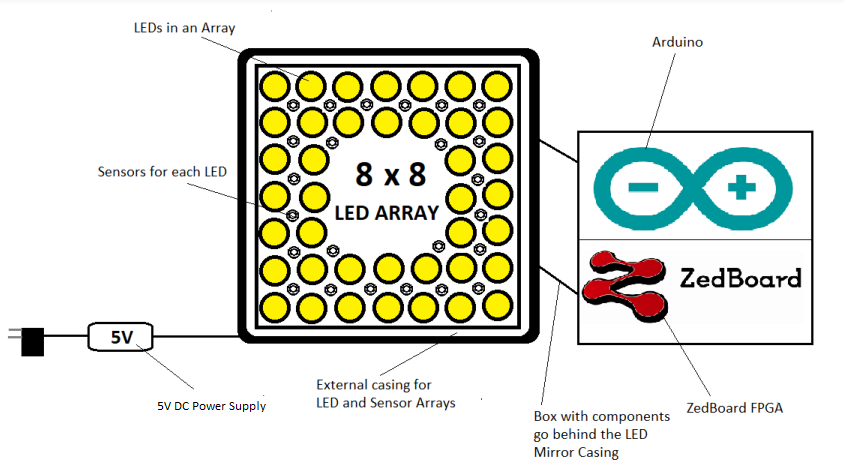 LEDs in an Array
Arduino
Sensors for each LED
8 x 8
LED ARRAY
ZedBoard
5V
5V DC Power Supply
External casing for
LED and Sensor Arrays
Box with components
go behind the LED
Mirror Casing
ZedBoard FPGA